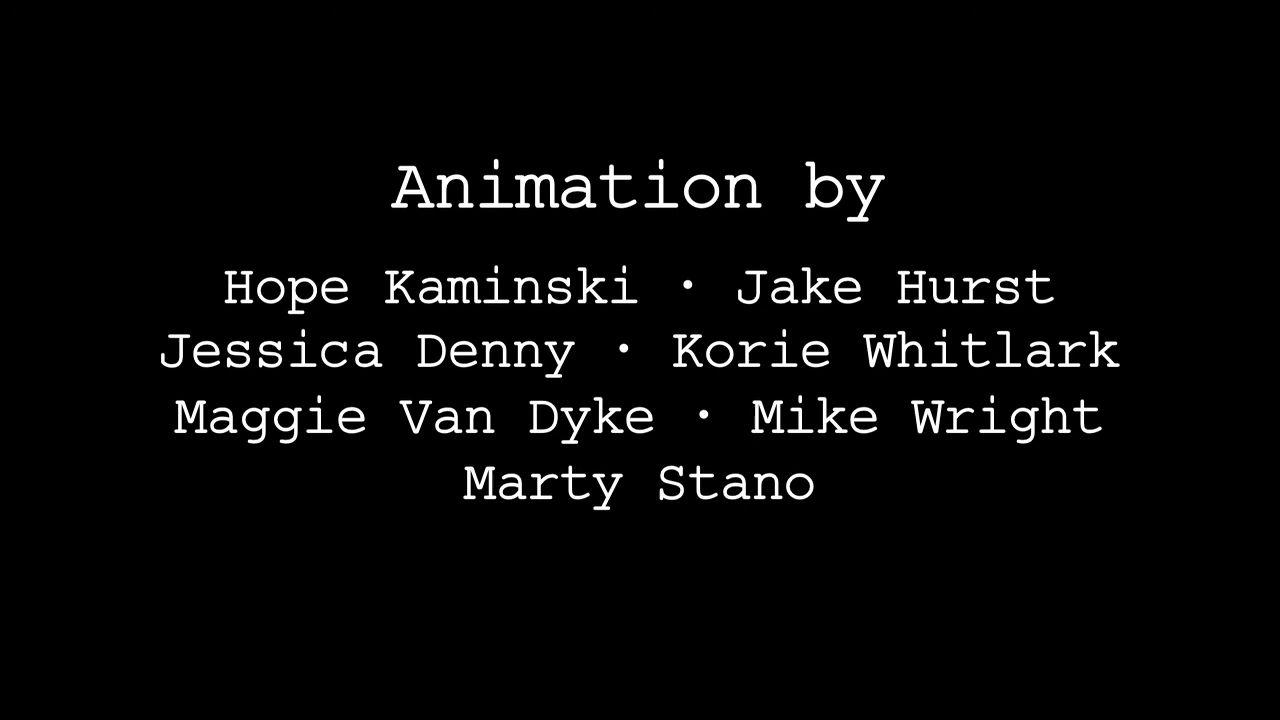 Animation by
Hope Kaminski · Jake Hurst
Jessica Denny · Korie Whitlark
Maggie Van Dyke · Mike Wright
Marty Stano